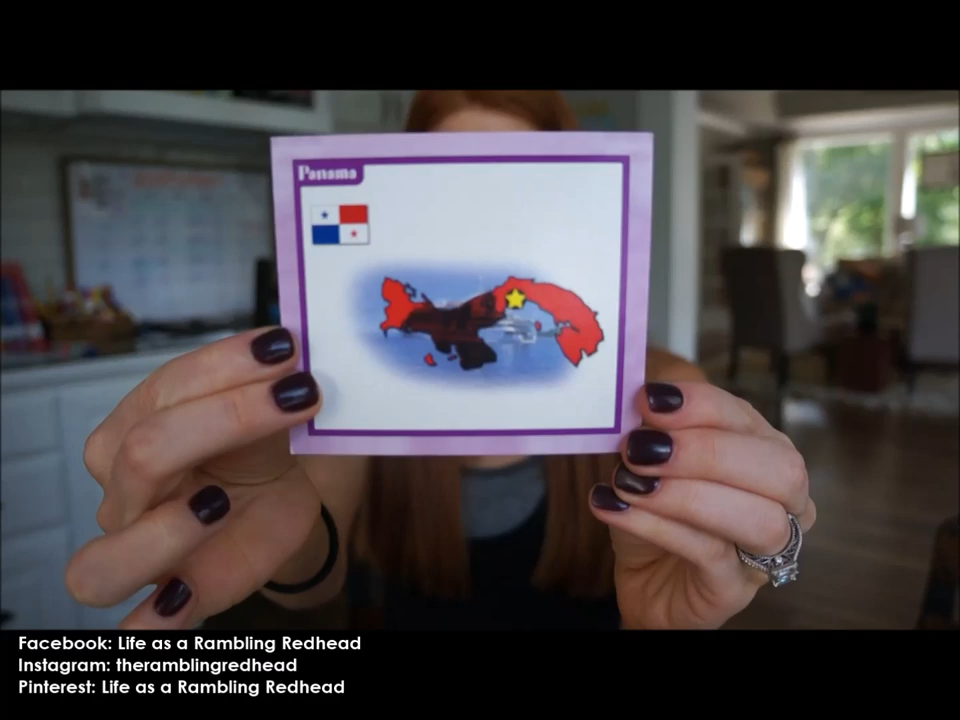 Panama
Facebook: Life as a Rambling Redhead
Instagram: theramblingredhead
Pinterest: Life as a Rambling Redhead